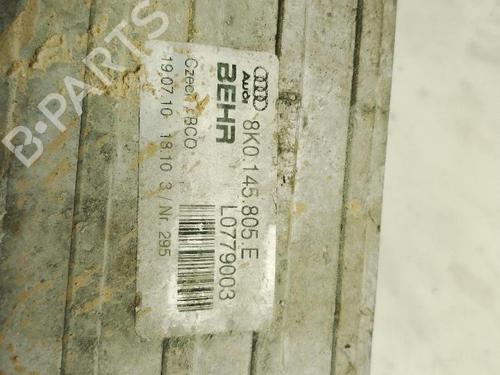 Audi 8K0.145.805.E
BEHR L0779003
Czech / BCO
19.07.10 18:10 3 / Nr 295
B-PARTS